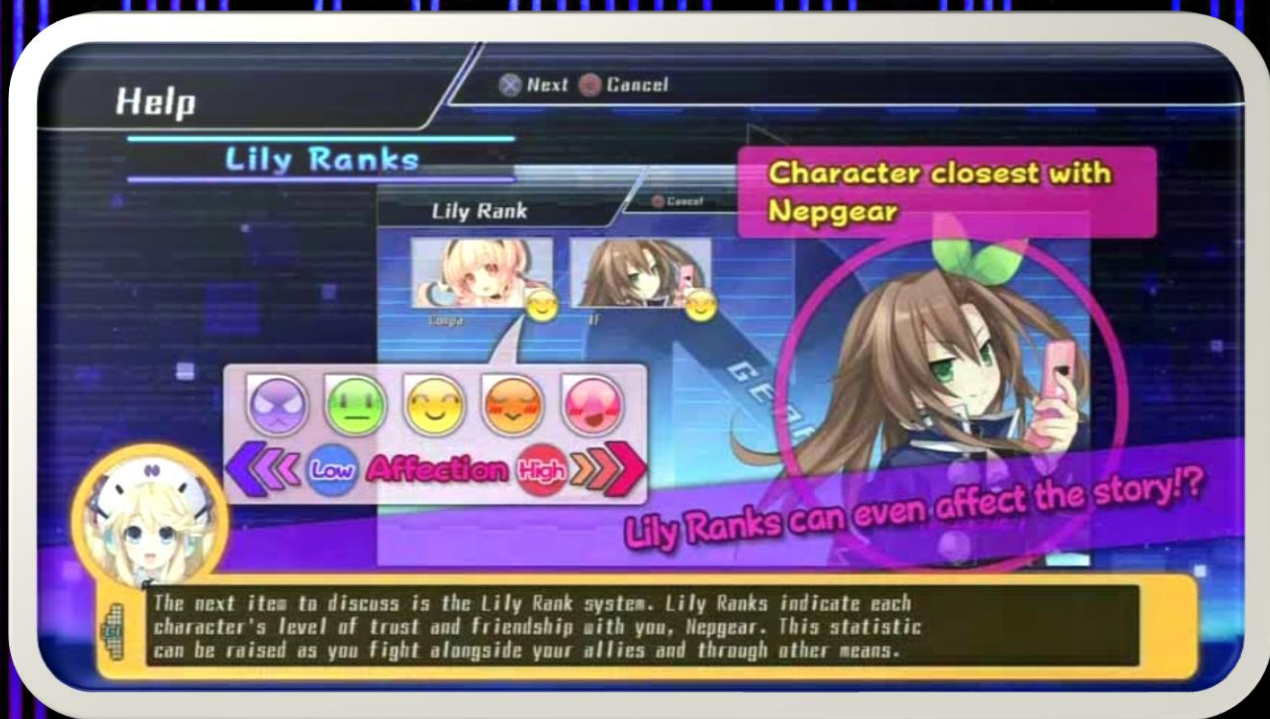 Help
Next Cancel
Lily Ranks
Character closest with
Nepgear
Lily Rank
Cancel
Compa
IF
Low Affection High
Lily Ranks can even affect the story!?
The next item to discuss is the Lily Rank system. Lily Ranks indicate each
character's level of trust and friendship with you, Nepgear. This statistic
can be raised as you fight alongside your allies and through other means.